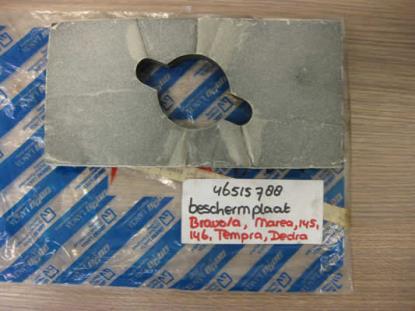 46515788
beschermplaat
Bravo/a, Marea, 145,
146, Tempra, Dedra